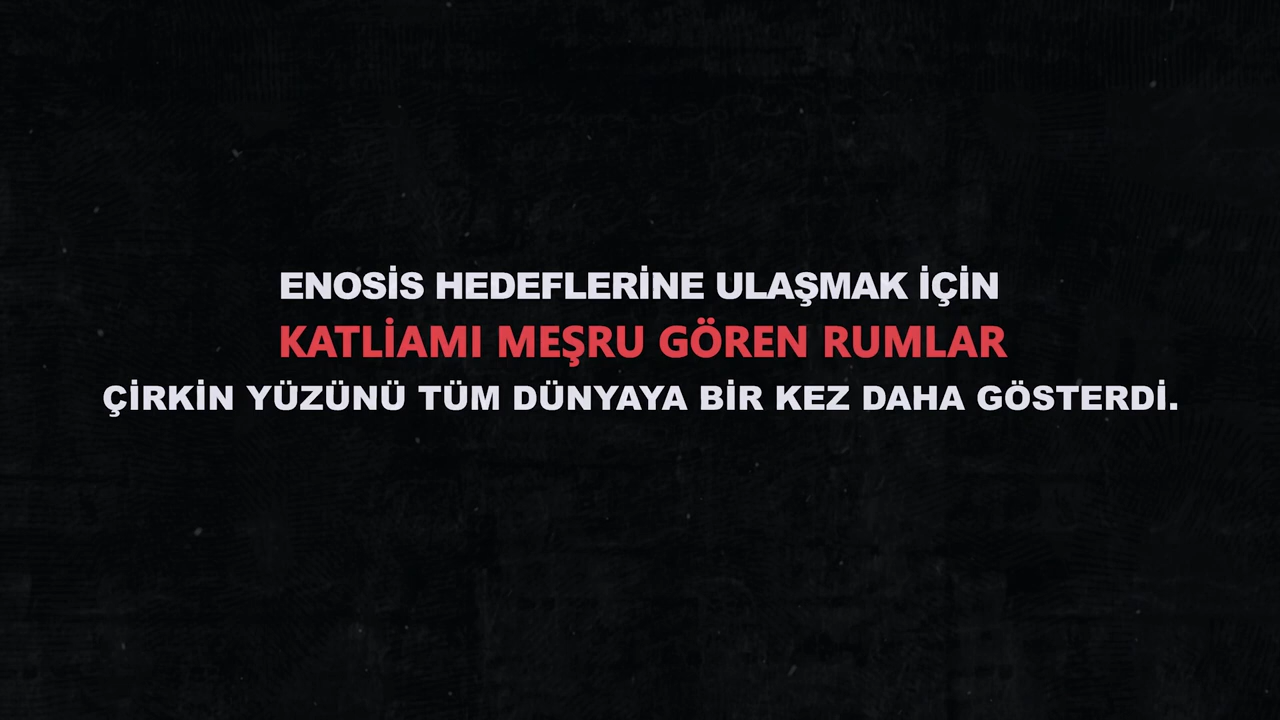 ENOSİS HEDEFLERİNE ULAŞMAK İÇİN
KATLİAMI MEŞRU GÖREN RUMLAR
ÇİRKİN YÜZÜNÜ TÜM DÜNYAYA BİR KEZ DAHA GÖSTERDİ.